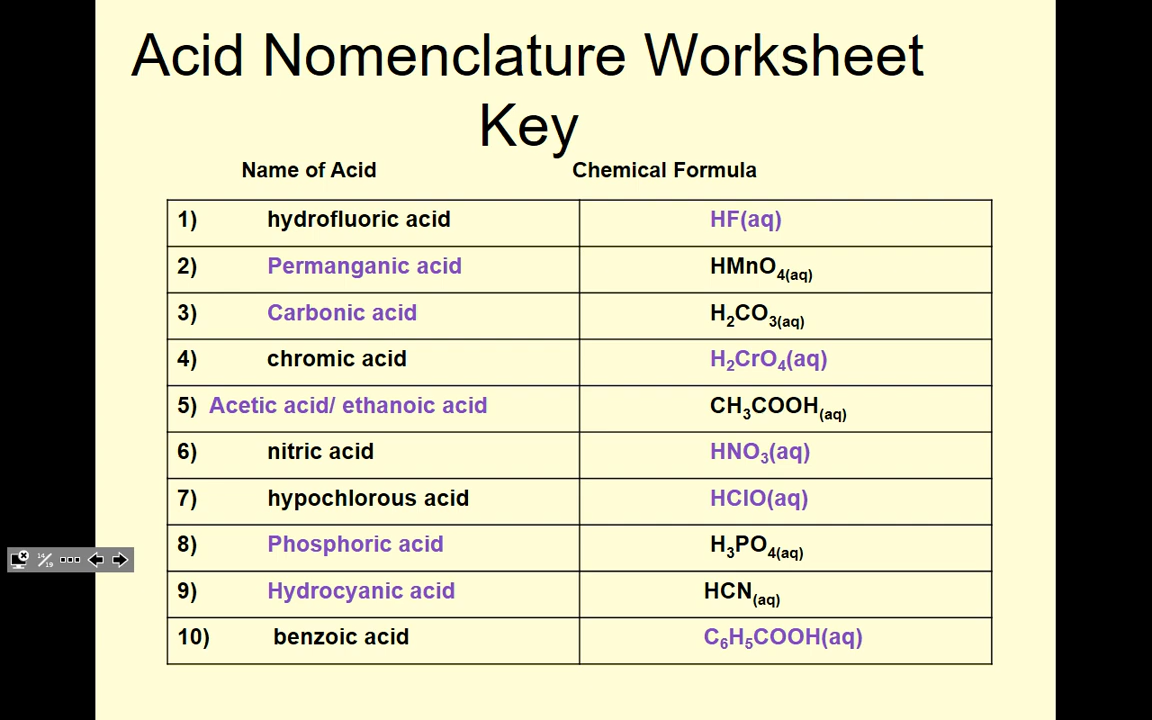 Acid Nomenclature Worksheet
Key
Name of Acid Chemical Formula
1) hydrofluoric acid HF(aq)
2) Permanganic acid HMnO4(aq)
3) Carbonic acid H2CO3(aq)
4) chromic acid H2CrO4(aq)
5) Acetic acid/ ethanoic acid CH3COOH(aq)
6) nitric acid HNO3(aq)
7) hypochlorous acid HClO(aq)
8) Phosphoric acid H3PO4(aq)
9) Hydrocyanic acid HCN(aq)
10) benzoic acid C6H5COOH(aq)
14/19